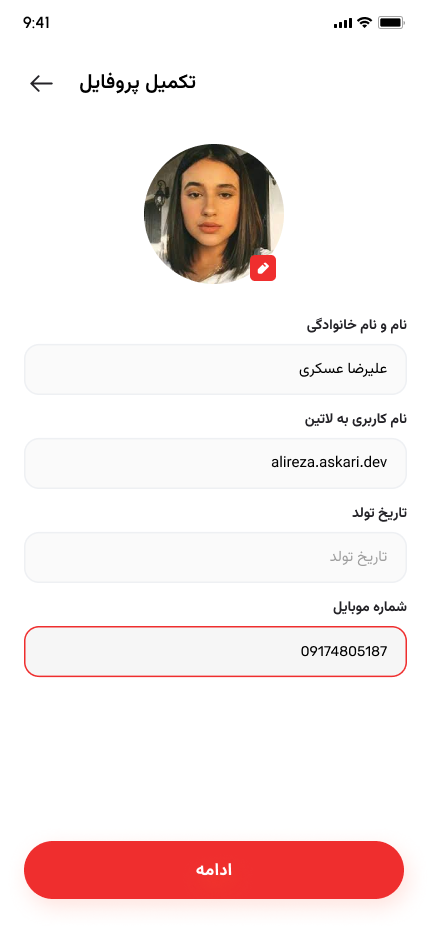 9:41
تکمیل پروفایل
نام و نام خانوادگی
علیرضا عسکری
نام کاربری به لاتین
alireza.askari.dev
تاریخ تولد
تاریخ تولد
شماره موبایل
09174805187
ادامه